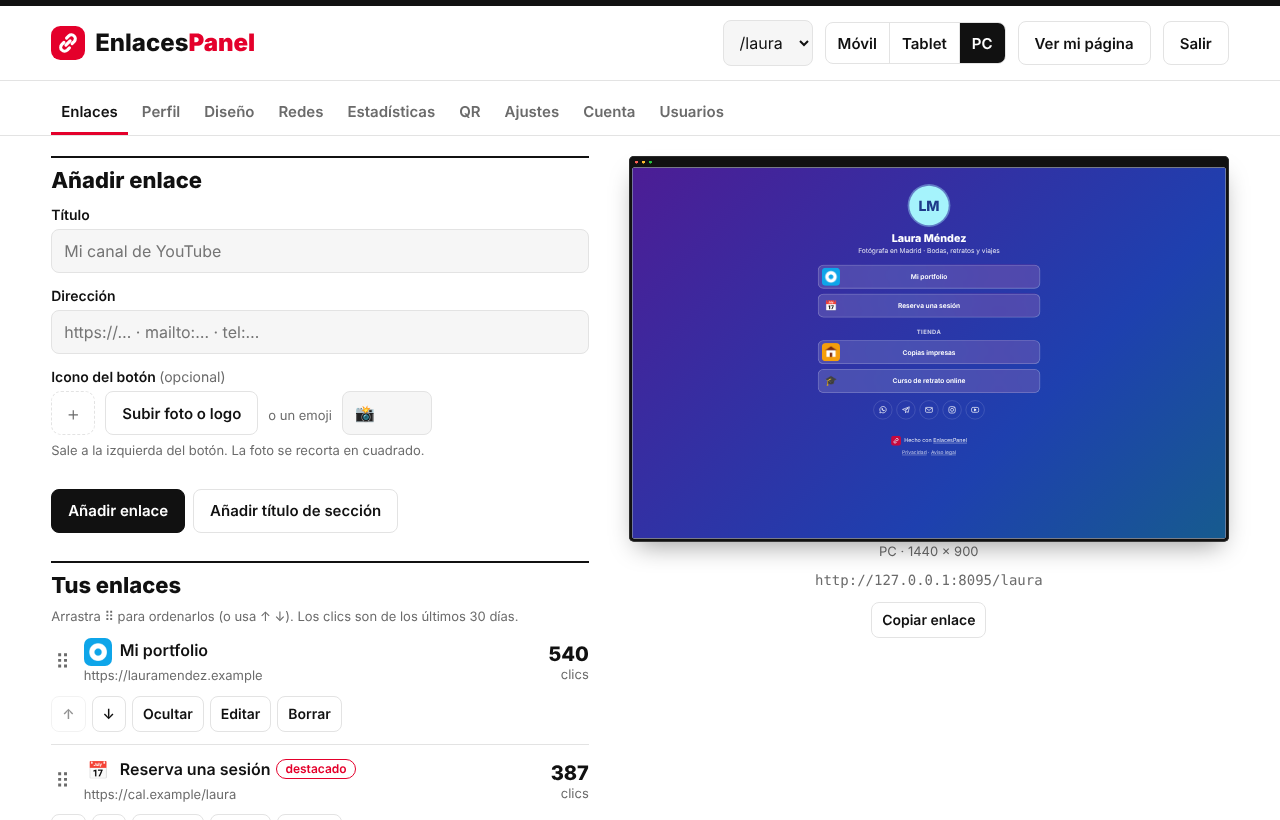 EnlacesPanel
/laura
Móvil
Tablet
PC
Ver mi página
Salir
Enlaces
Perfil
Diseño
Redes
Estadísticas
QR
Ajustes
Cuenta
Usuarios
Añadir enlace
Título
Mi canal de YouTube
Dirección
https://... · mailto:... · tel:...
Icono del botón (opcional)
+
Subir foto o logo
o un emoji
Sale a la izquierda del botón. La foto se recorta en cuadrado.
Añadir enlace
Añadir título de sección
Tus enlaces
Arrastra ⠿ para ordenarlos (o usa ↑ ↓). Los clics son de los últimos 30 días.
Mi portfolio
https://lauramendez.example
540
clics
↑
↓
Ocultar
Editar
Borrar
Reserva una sesión
destacado
https://cal.example/laura
387
clics
LM
Laura Méndez
Fotógrafa en Madrid · Bodas, retratos y viajes
Mi portfolio
Reserva una sesión
TIENDA
Copias impresas
Curso de retrato online
Hecho con EnlacesPanel
Privacidad · Aviso legal
PC · 1440 × 900
http://127.0.0.1:8095/laura
Copiar enlace